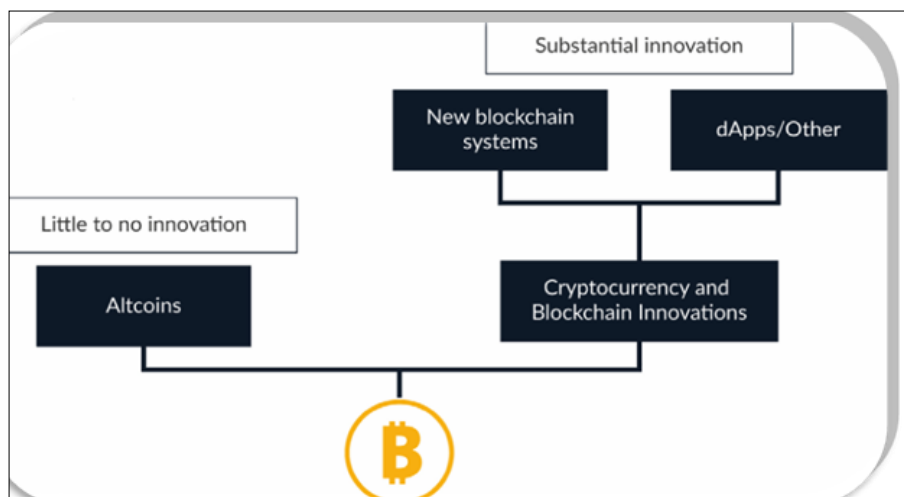 Substantial innovation
New blockchain
systems
dApps/Other
Little to no innovation
Altcoins
Cryptocurrency and
Blockchain Innovations